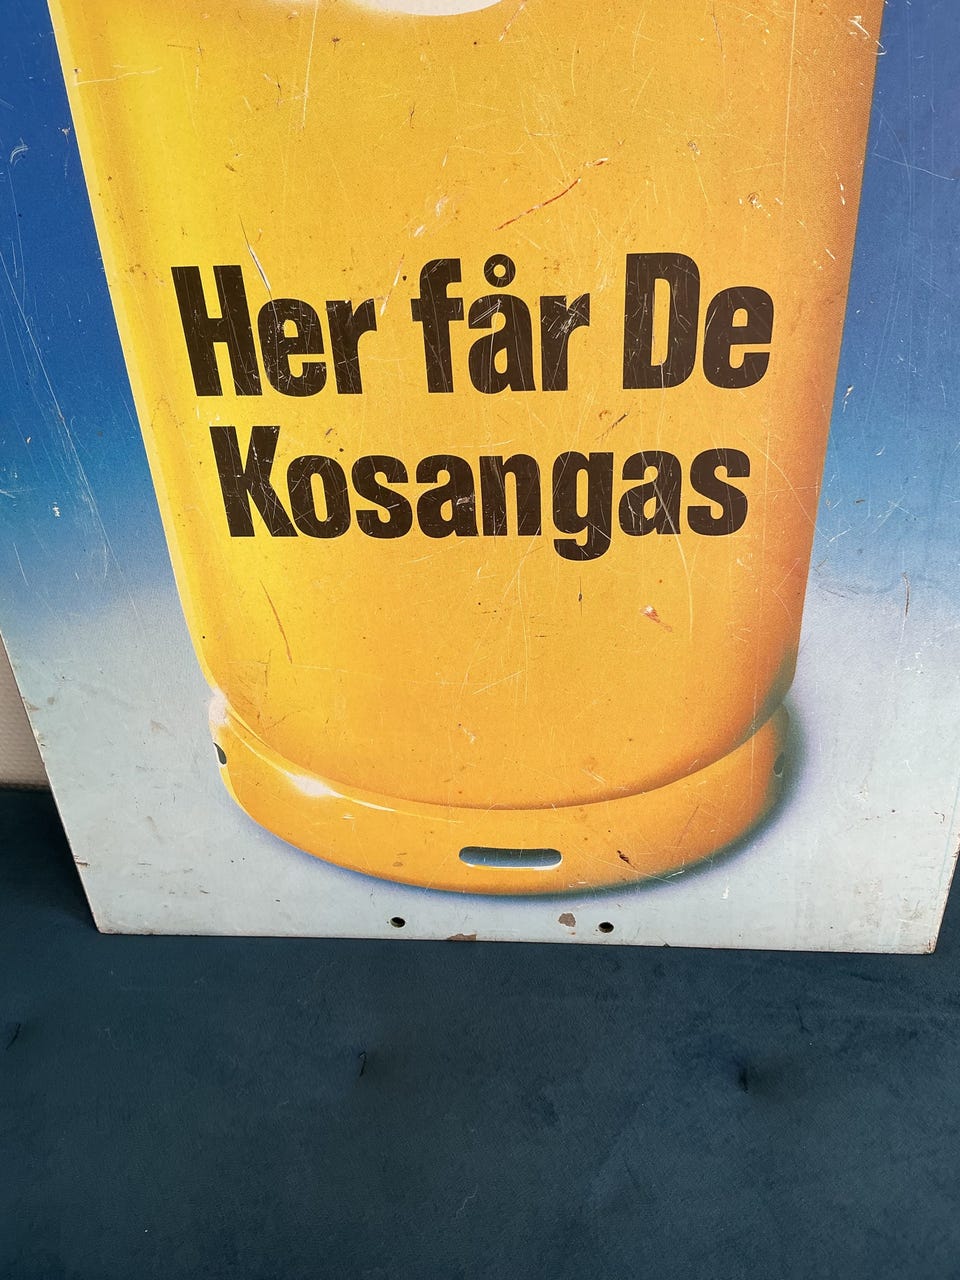 Her får De
Kosangas